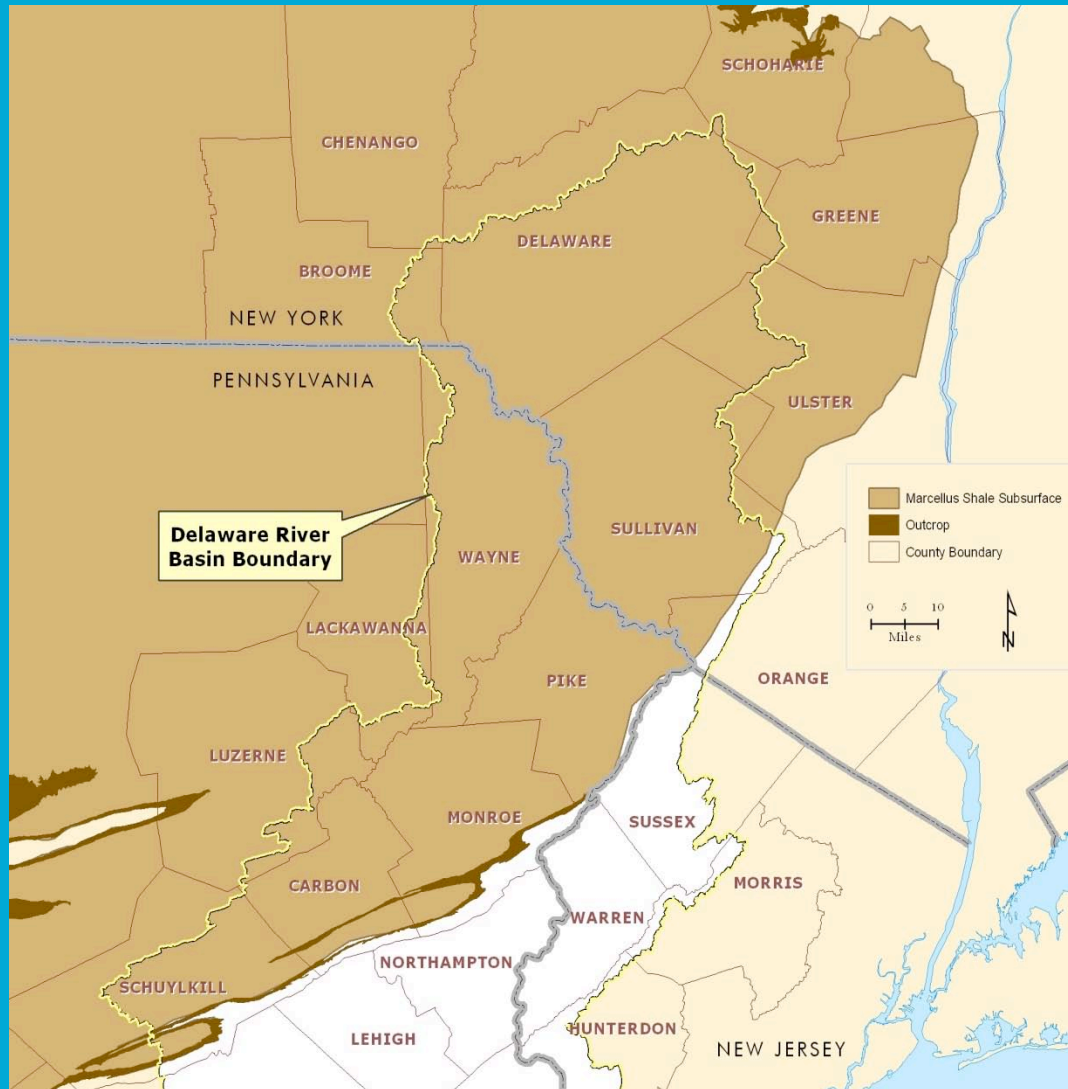 SCHOHARIE
CHENANGO
GREENE
DELAWARE
BROOME
NEW YORK
PENNSYLVANIA
ULSTER
Marcellus Shale Subsurface
Outcrop
County Boundary
0 5 10
Miles
N
Delaware River
Basin Boundary
SULLIVAN
WAYNE
LACKAWANNA
PIKE
ORANGE
LUZERNE
MONROE
SUSSEX
CARBON
MORRIS
WARREN
NORTHAMPTON
SCHUYLKILL
LEHIGH
HUNTERDON
NEW JERSEY